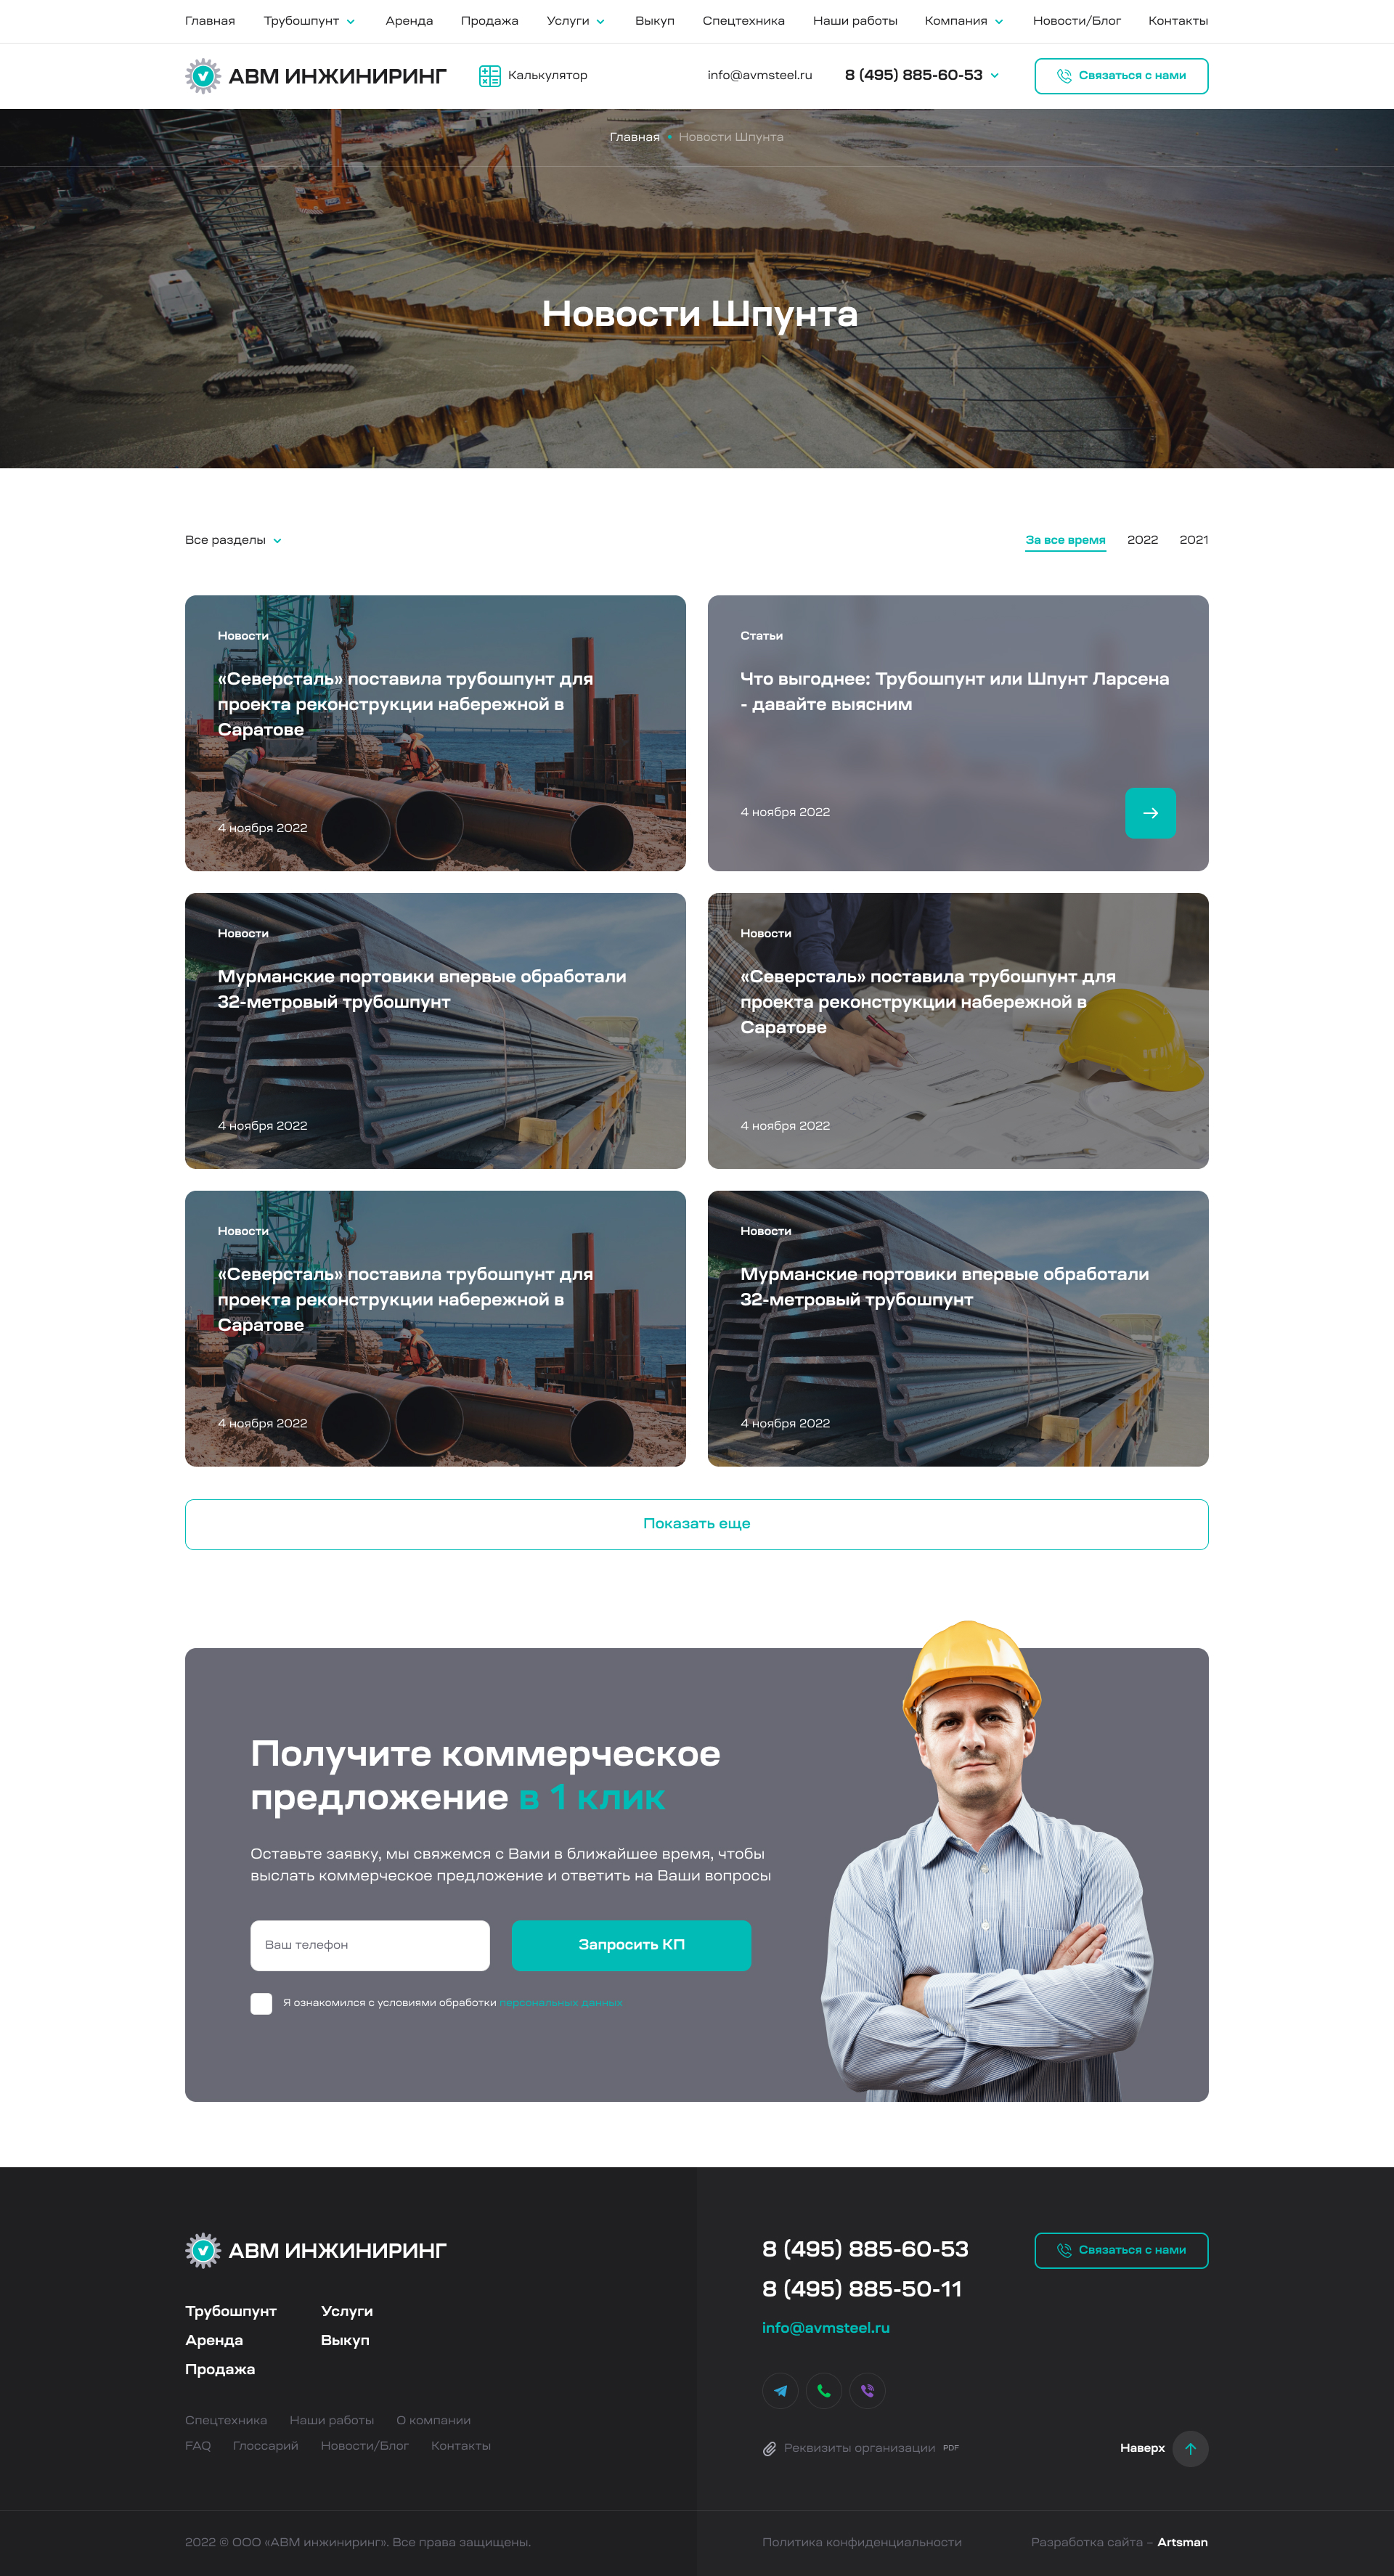 Главная Трубошпунт Аренда Продажа Услуги Выкуп Спецтехника Наши работы Компания Новости/Блог Контакты
АВМ ИНЖИНИРИНГ Калькулятор info@avmsteel.ru 8 (495) 885-60-53 Связаться с нами
Главная • Новости Шпунта
Новости Шпунта
Все разделы За все время 2022 2021
Новости
«Северсталь» поставила трубошпунт для
проекта реконструкции набережной в
Саратове
4 ноября 2022
Статьи
Что выгоднее: Трубошпунт или Шпунт Ларсена
- давайте выясним
4 ноября 2022
Новости
Мурманские портовики впервые обработали
32-метровый трубошпунт
4 ноября 2022
Новости
«Северсталь» поставила трубошпунт для
проекта реконструкции набережной в
Саратове
4 ноября 2022
Новости
«Северсталь» поставила трубошпунт для
проекта реконструкции набережной в
Саратове
4 ноября 2022
Новости
Мурманские портовики впервые обработали
32-метровый трубошпунт
4 ноября 2022
Показать еще
Получите коммерческое
предложение в 1 клик
Оставьте заявку, мы свяжемся с Вами в ближайшее время, чтобы
выслать коммерческое предложение и ответить на Ваши вопросы
Ваш телефон Запросить КП
Я ознакомился с условиями обработки персональных данных
АВМ ИНЖИНИРИНГ
Трубошпунт Услуги
Аренда Выкуп
Продажа
Спецтехника Наши работы О компании
FAQ Глоссарий Новости/Блог Контакты
8 (495) 885-60-53 Связаться с нами
8 (495) 885-50-11
info@avmsteel.ru
Реквизиты организации PDF Наверх
2022 © ООО «АВМ инжиниринг». Все права защищены. Политика конфиденциальности Разработка сайта – Artsman